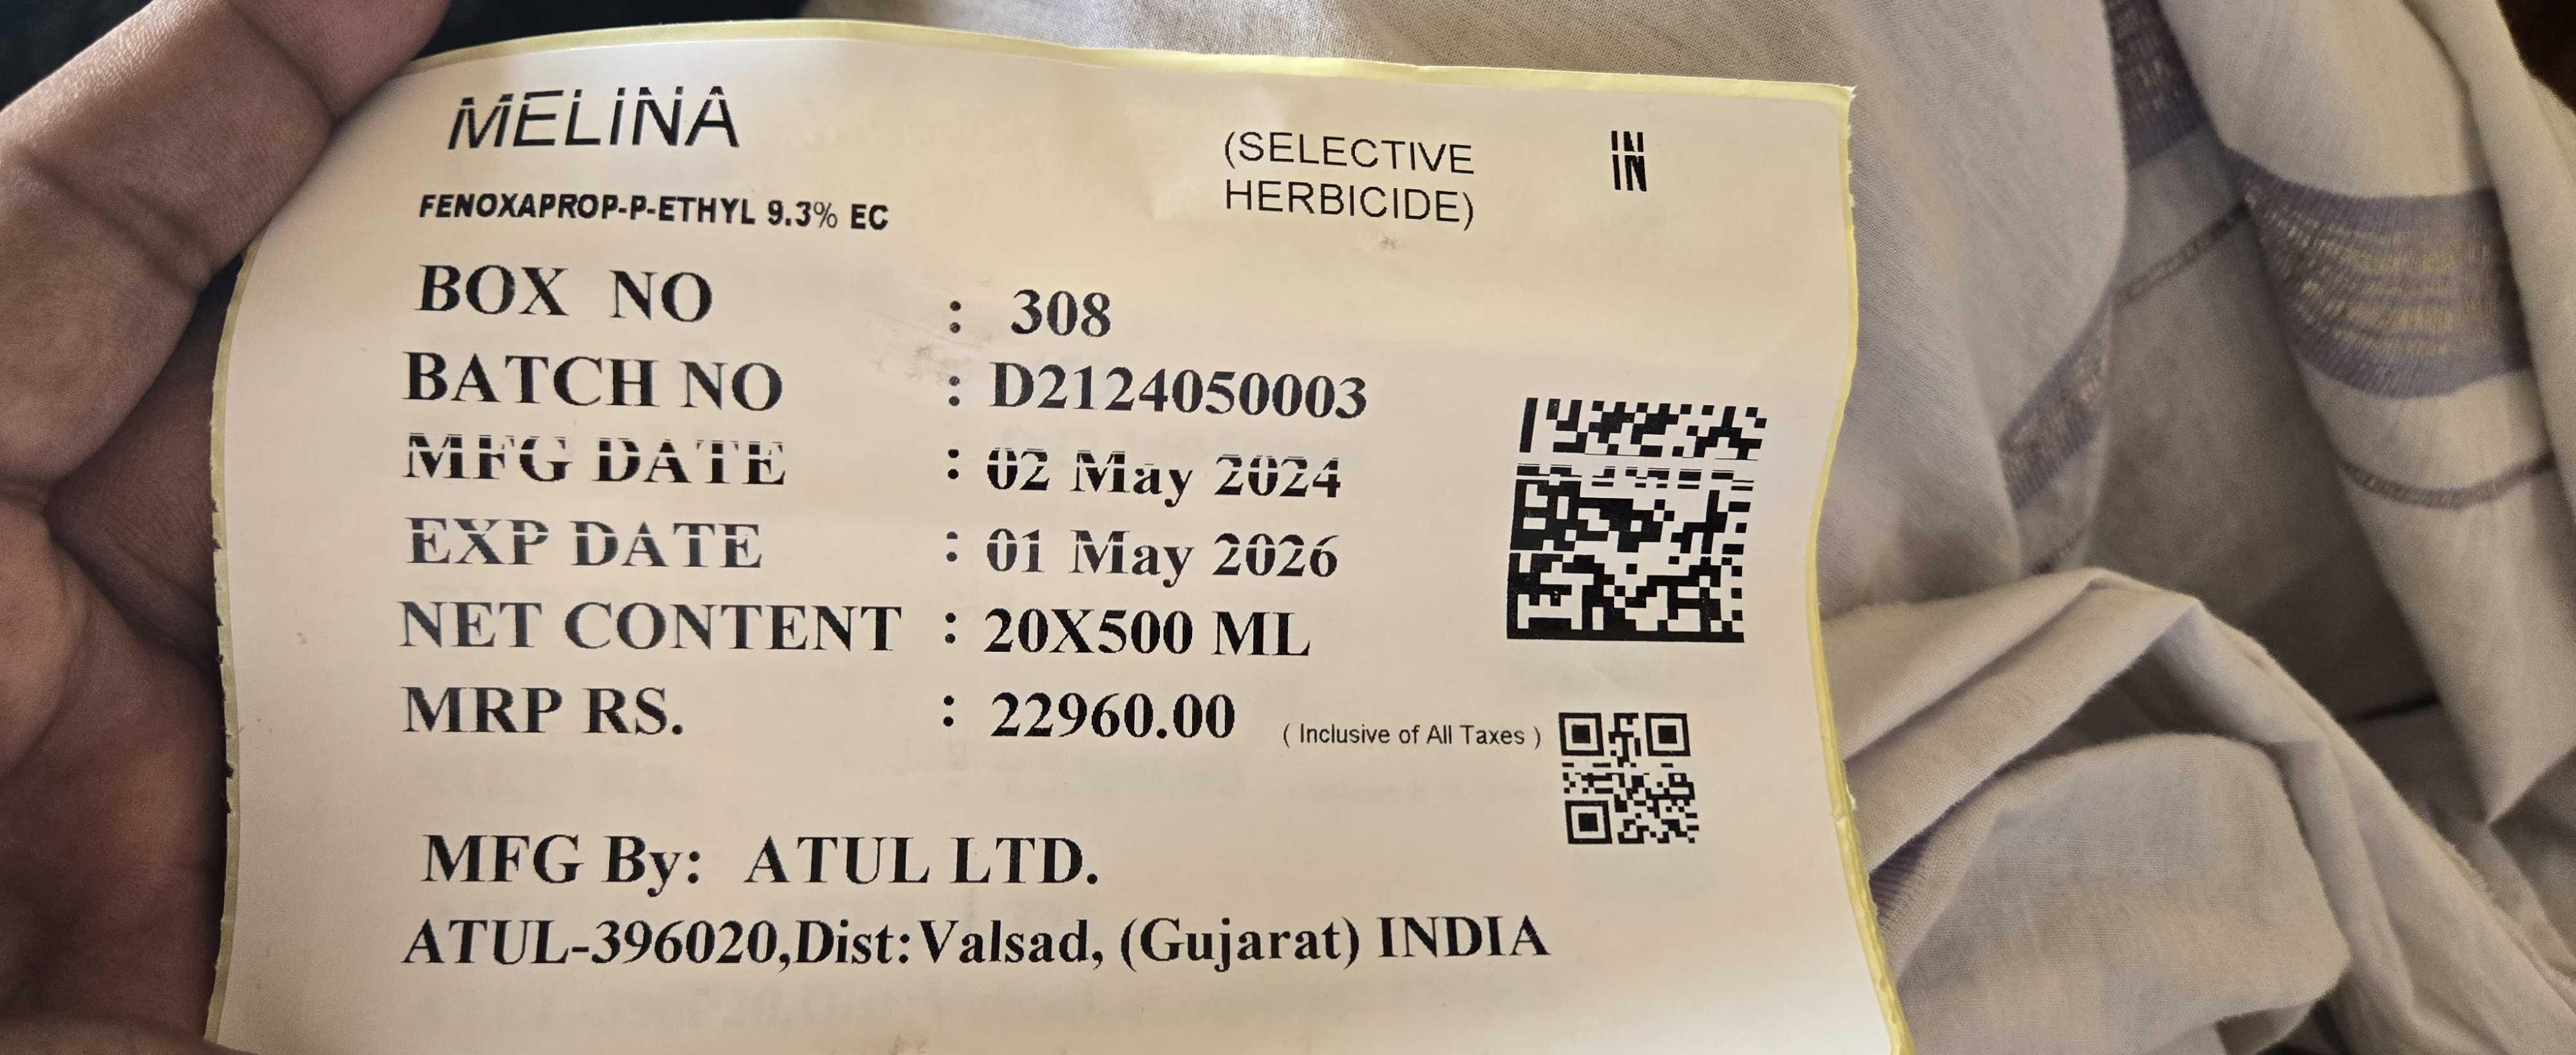 MELINA
(SELECTIVE
HERBICIDE)
IN
FENOXAPROP-P-ETHYL 9.3% EC
BOX NO : 308
BATCH NO : D2124050003
MFG DATE : 02 May 2024
EXP DATE : 01 May 2026
NET CONTENT : 20X500 ML
MRP RS. : 22960.00 ( Inclusive of All Taxes )
MFG By: ATUL LTD.
ATUL-396020,Dist:Valsad, (Gujarat) INDIA